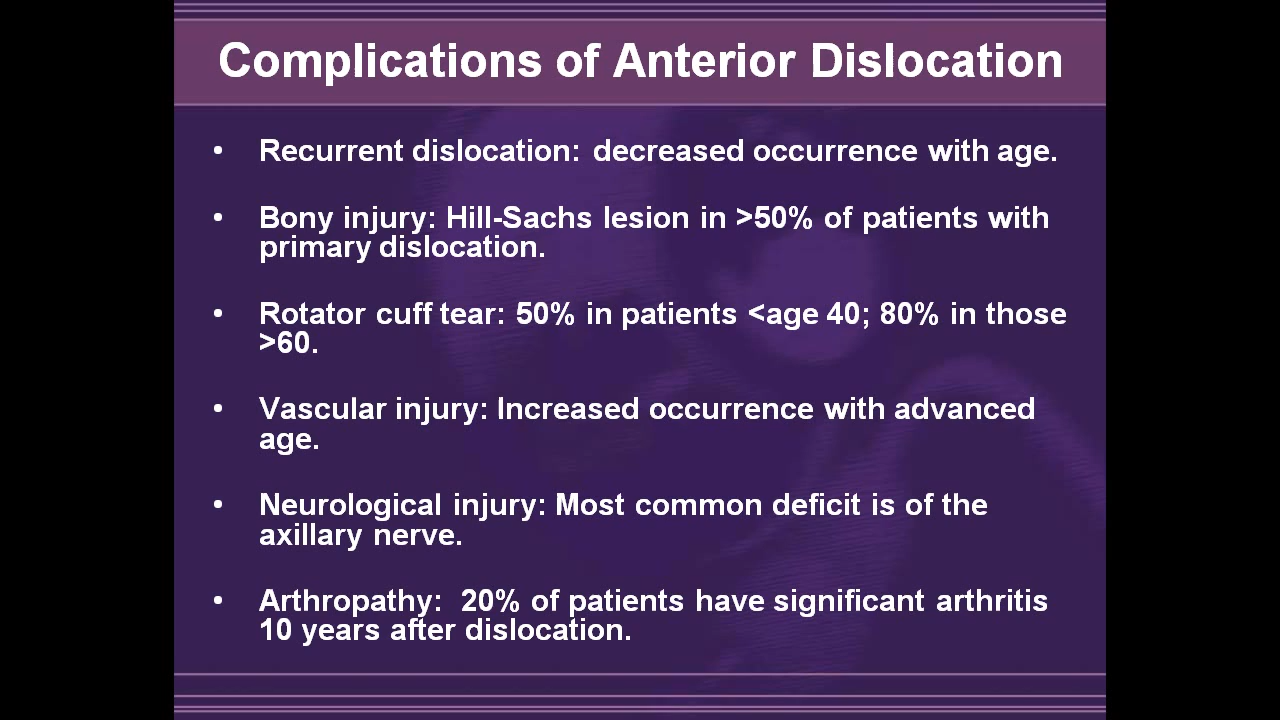 Complications of Anterior Dislocation
• Recurrent dislocation: decreased occurrence with age.
• Bony injury: Hill-Sachs lesion in >50% of patients with
primary dislocation.
• Rotator cuff tear: 50% in patients <age 40; 80% in those
>60.
• Vascular injury: Increased occurrence with advanced
age.
• Neurological injury: Most common deficit is of the
axillary nerve.
• Arthropathy: 20% of patients have significant arthritis
10 years after dislocation.